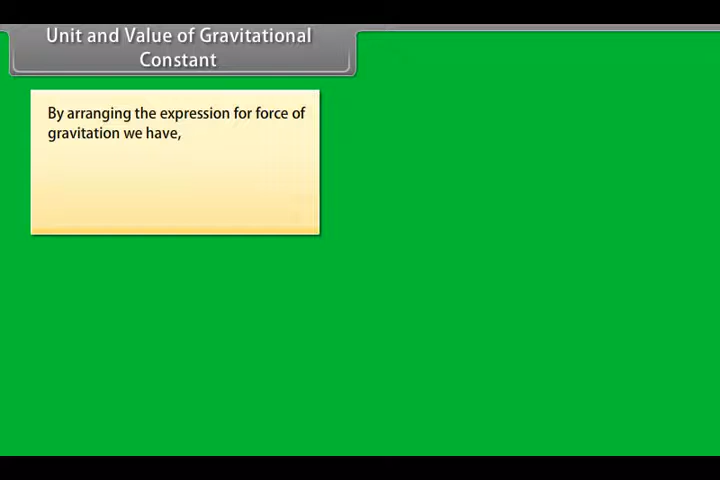 Unit and Value of Gravitational
Constant
By arranging the expression for force of
gravitation we have,